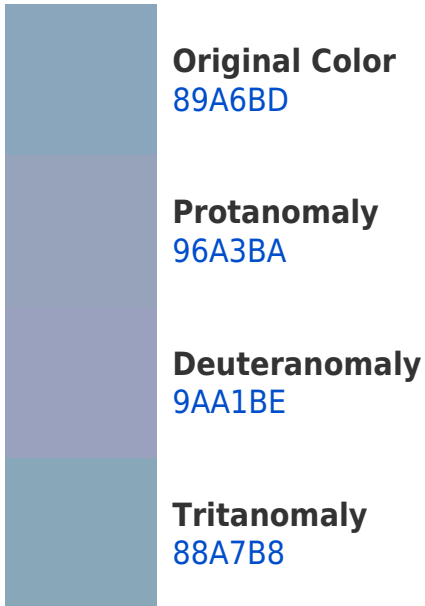 Original Color
89A6BD
Protanomaly
96A3BA
Deuteranomaly
9AA1BE
Tritanomaly
88A7B8